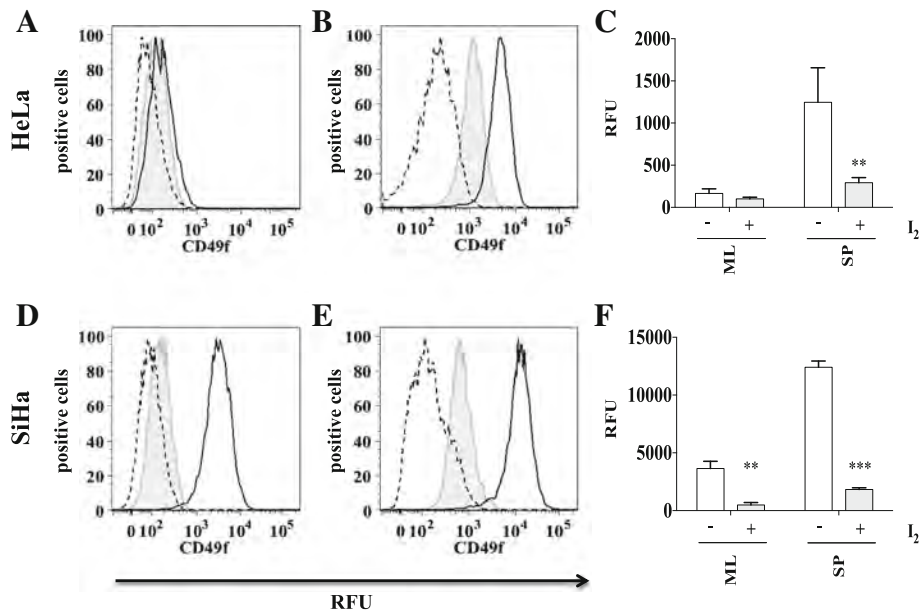 A
B
C
HeLa
positive cells
100
80
60
40
20
0
0 10² 10³ 10⁴ 10⁵
CD49f
positive cells
100
80
60
40
20
0
0 10² 10³ 10⁴ 10⁵
CD49f
RFU
2000
1500
1000
500
0
**
- + - + I₂
ML SP
D
E
F
SiHa
positive cells
100
80
60
40
20
0
0 10² 10³ 10⁴ 10⁵
CD49f
positive cells
100
80
60
40
20
0
0 10² 10³ 10⁴ 10⁵
CD49f
RFU
15000
10000
5000
0
** ***
- + - + I₂
ML SP
RFU